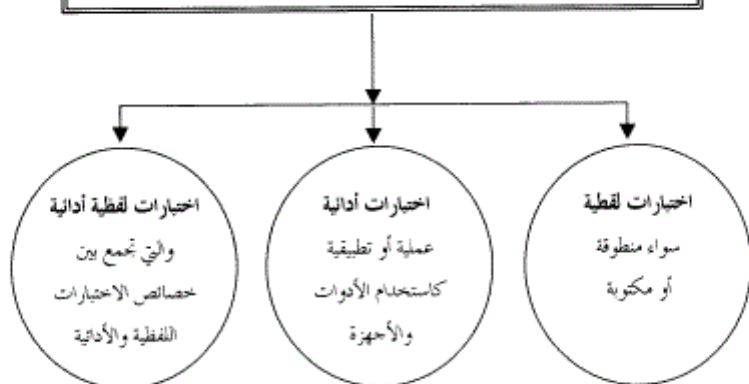 اختبارات لقطية
سواء منطوقة
أو مكتوبة
اختبارات أدائية
عملية أو تطبيقية
كاستخدام الأدوات
والأجهزة
اختبارات لفظية أدائية
والتي تجمع بين
خصائص الاختبارات
اللفظية والأدائية